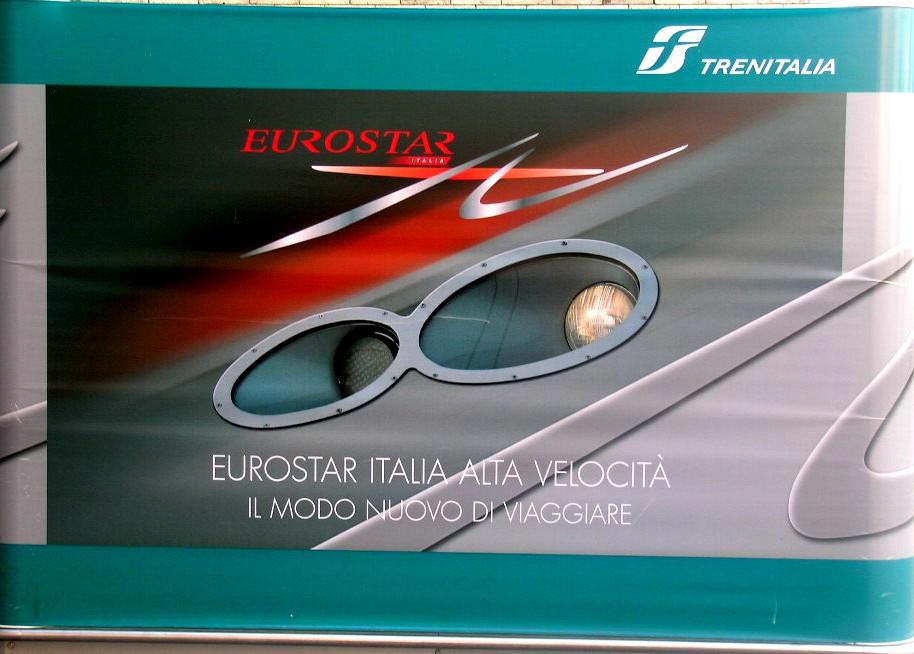 TRENITALIA
EUROSTAR
ITALIA
EUROSTAR ITALIA ALTA VELOCITÀ
IL MODO NUOVO DI VIAGGIARE